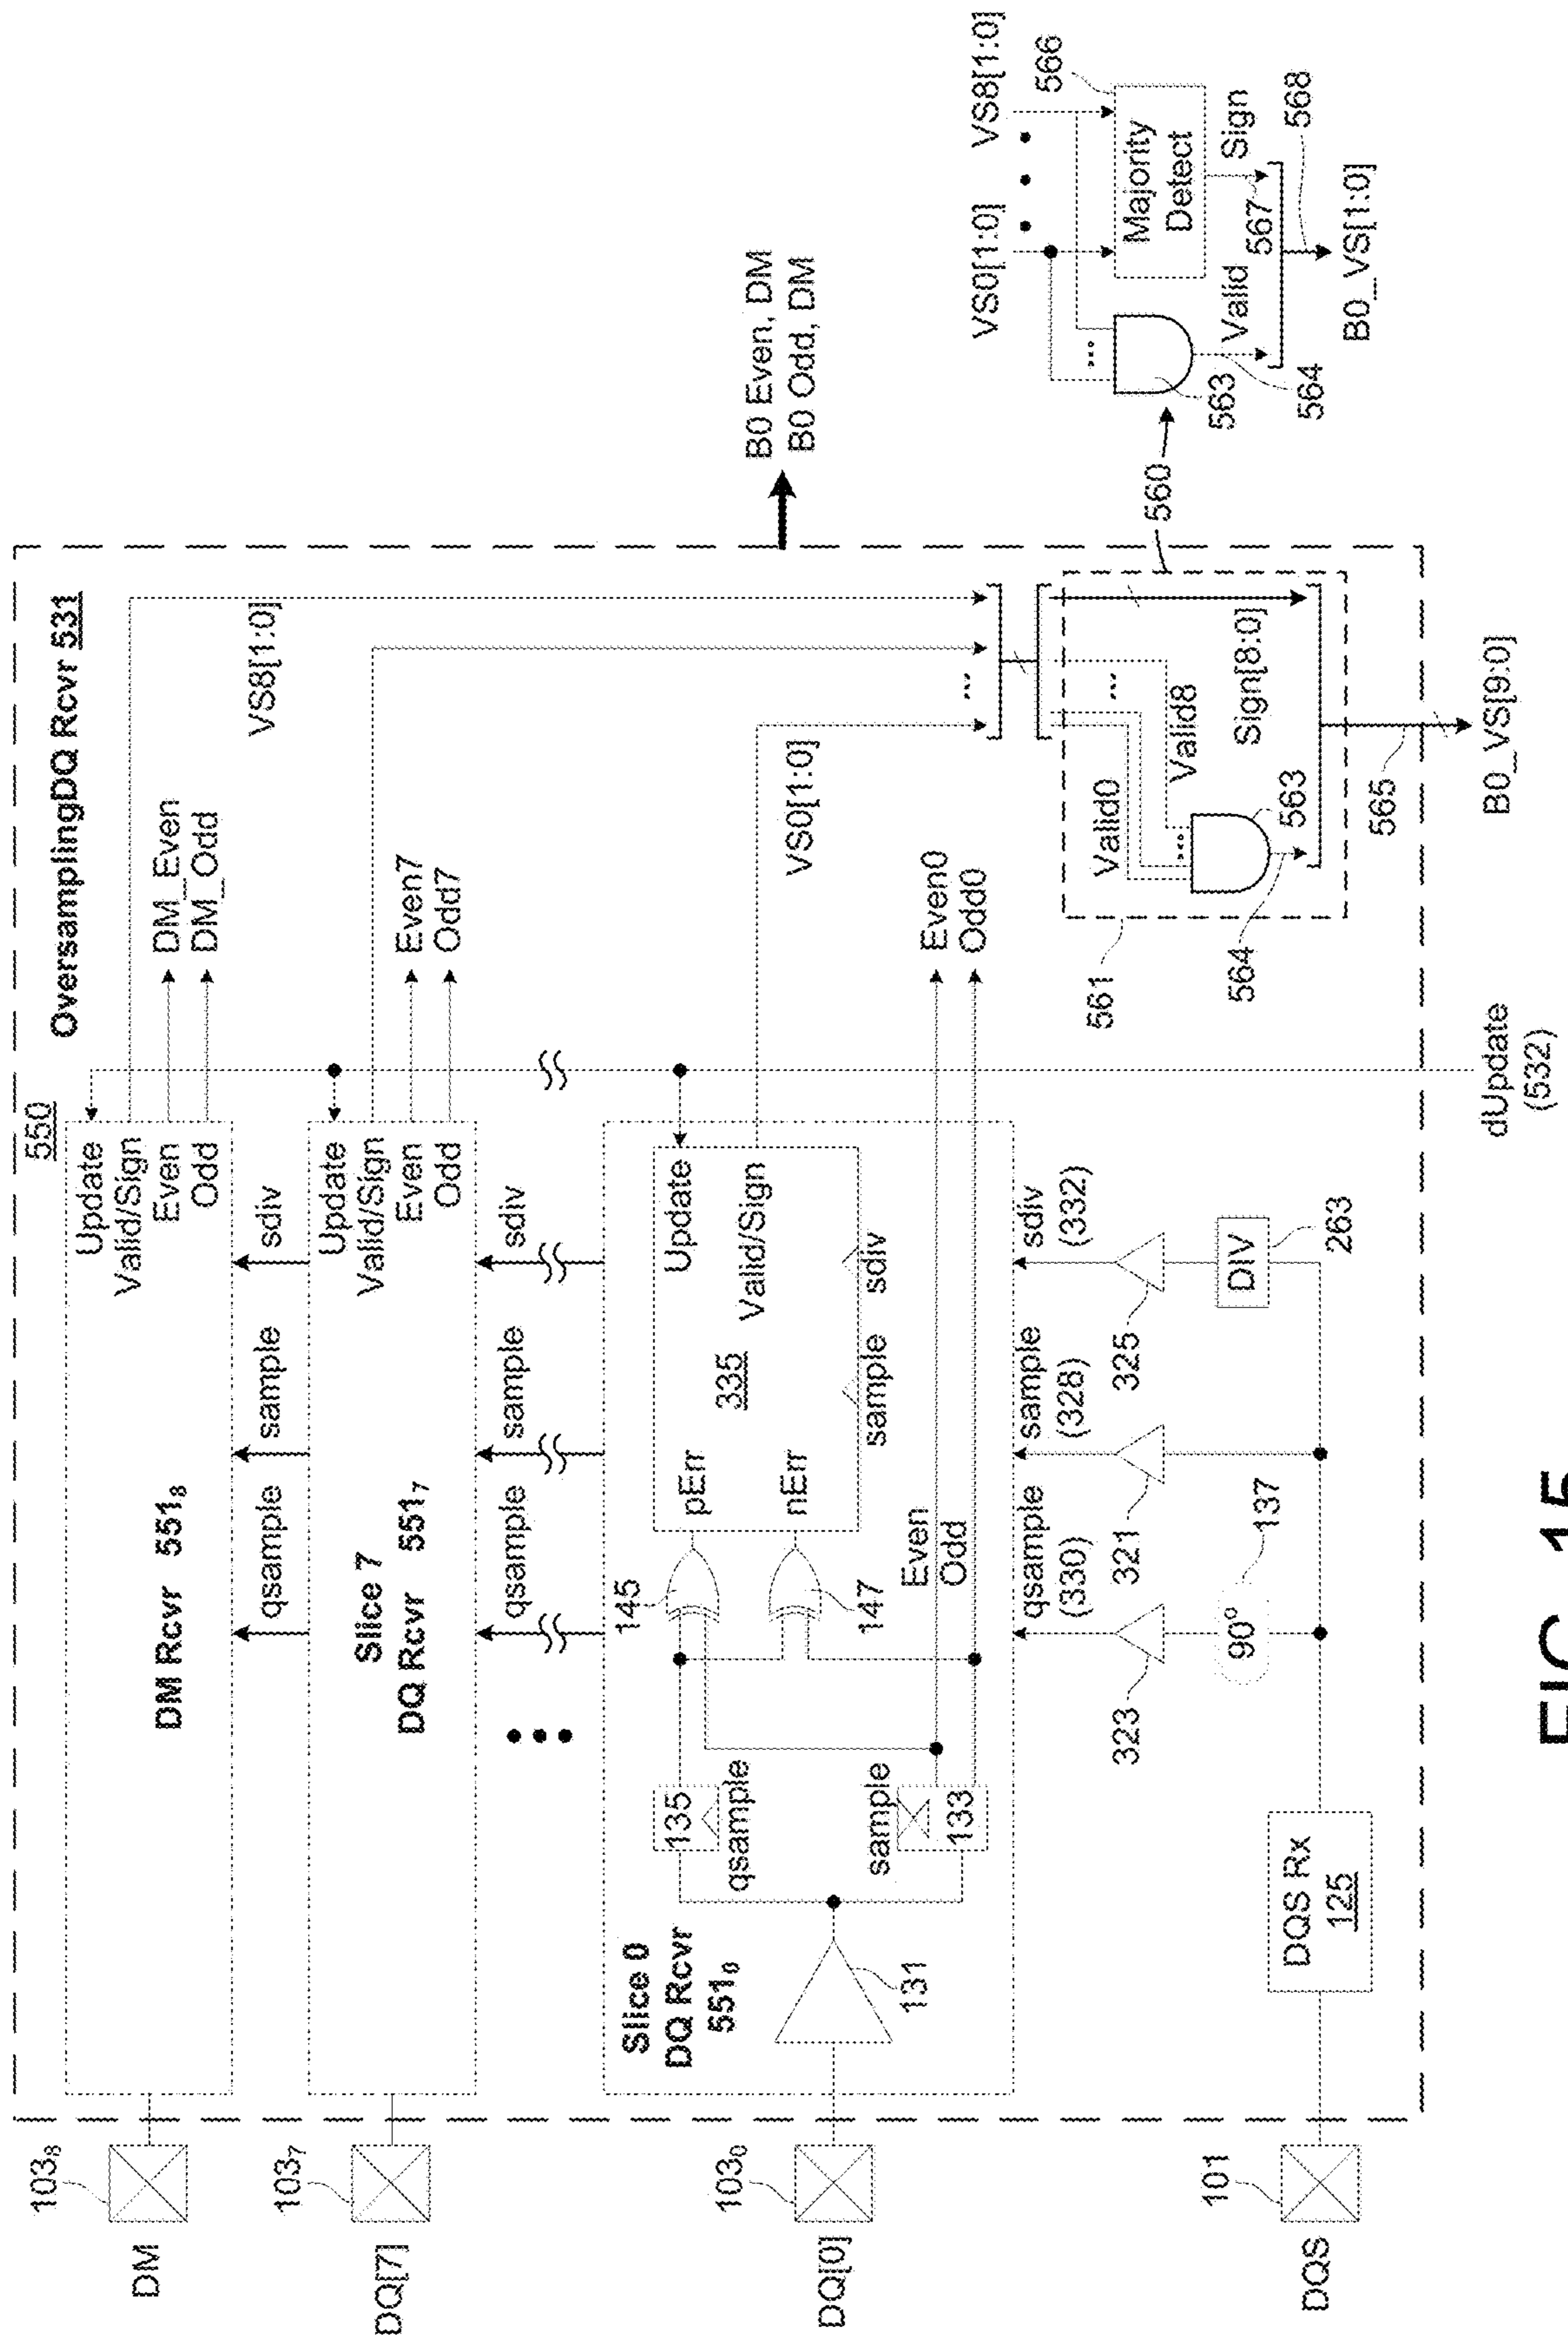 550
OversamplingDQ Rcvr 531
103₈
DM
DM Rcvr 551₈
Update
Valid/Sign
Even
Odd
DM_Even
DM_Odd
VS8[1:0]
qsample
sample
sdiv
103₇
DQ[7]
Slice 7
DQ Rcvr 551₇
Update
Valid/Sign
Even
Odd
Even7
Odd7
qsample
sample
sdiv
103₀
DQ[0]
Slice 0
DQ Rcvr
551₀
131
135
qsample
sample
133
145
147
pErr
nErr
335
Update
Valid/Sign
sample
sdiv
Even
Odd
VS0[1:0]
Even0
Odd0
qsample
(330)
sample
(328)
sdiv
(332)
323
321
325
90°
137
DIV
263
101
DQS
DQS Rx
125
dUpdate
(532)
561
560
Valid0
Valid8
Sign[8:0]
563
564
565
B0_VS[9:0]
B0 Even, DM
B0 Odd, DM
VS0[1:0]
VS8[1:0]
566
Majority
Detect
563
Valid
564
Sign
567
568
B0_VS[1:0]